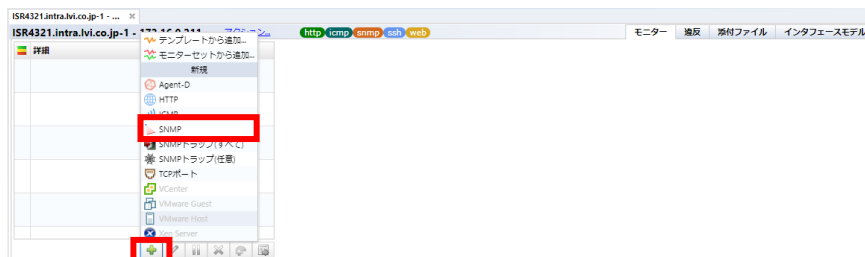 ISR4321.intra.lvi.co.jp-1 - ...
ISR4321.intra.lvi.co.jp-1 - 172.16.0.211 アクション... http icmp snmp ssh web モニター 違反 添付ファイル インタフェースモデル
詳細
テンプレートから追加...
モニターセットから追加...
新規
Agent-D
HTTP
ICMP
SNMP
SNMPトラップ(すべて)
SNMPトラップ(任意)
TCPポート
VCenter
VMware Guest
VMware Host
Xen Server